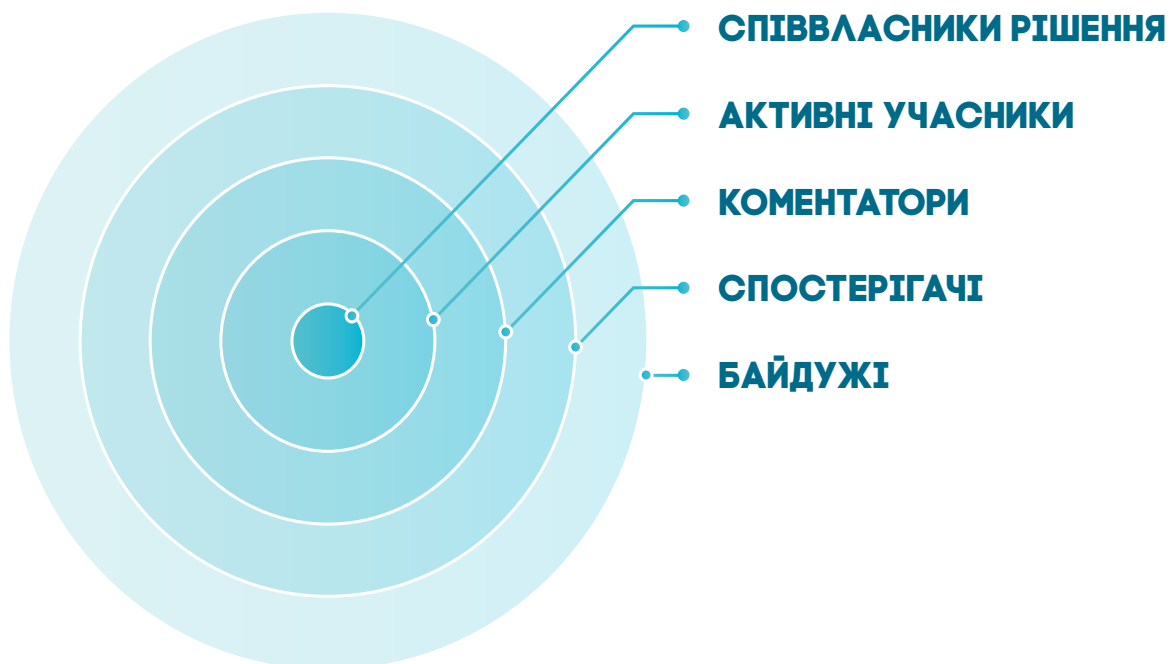 СПІВВЛАСНИКИ РІШЕННЯ
АКТИВНІ УЧАСНИКИ
КОМЕНТАТОРИ
СПОСТЕРІГАЧІ
БАЙДУЖІ